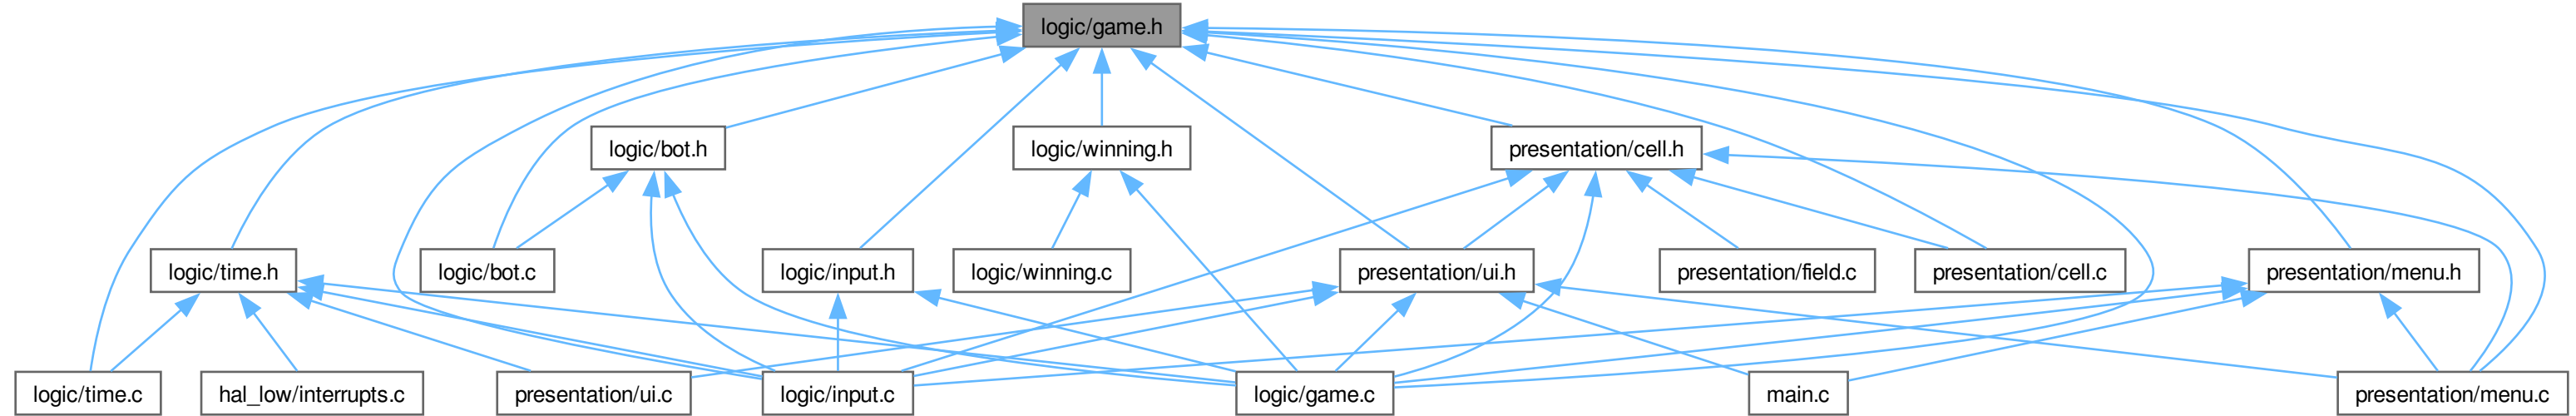 logic/game.h
logic/bot.h
logic/winning.h
presentation/cell.h
logic/time.h
logic/bot.c
logic/input.h
logic/winning.c
presentation/ui.h
presentation/field.c
presentation/cell.c
presentation/menu.h
logic/time.c
hal_low/interrupts.c
presentation/ui.c
logic/input.c
logic/game.c
main.c
presentation/menu.c